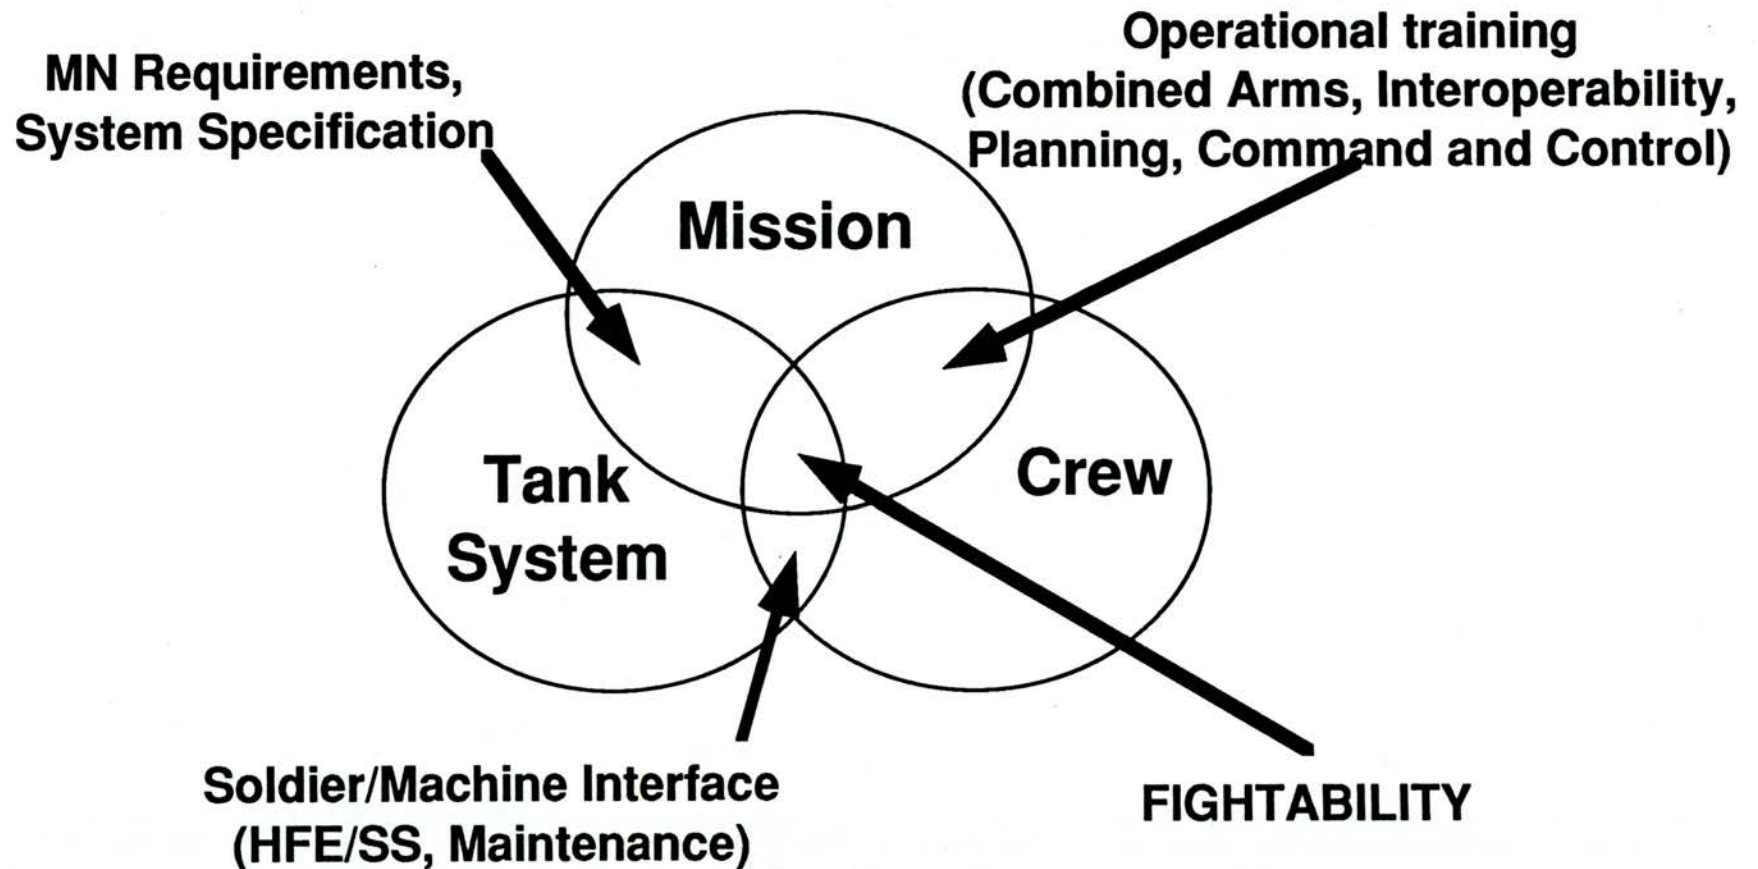 MN Requirements,
System Specification
Operational training
(Combined Arms, Interoperability,
Planning, Command and Control)
Mission
Tank
System
Crew
Soldier/Machine Interface
(HFE/SS, Maintenance)
FIGHTABILITY